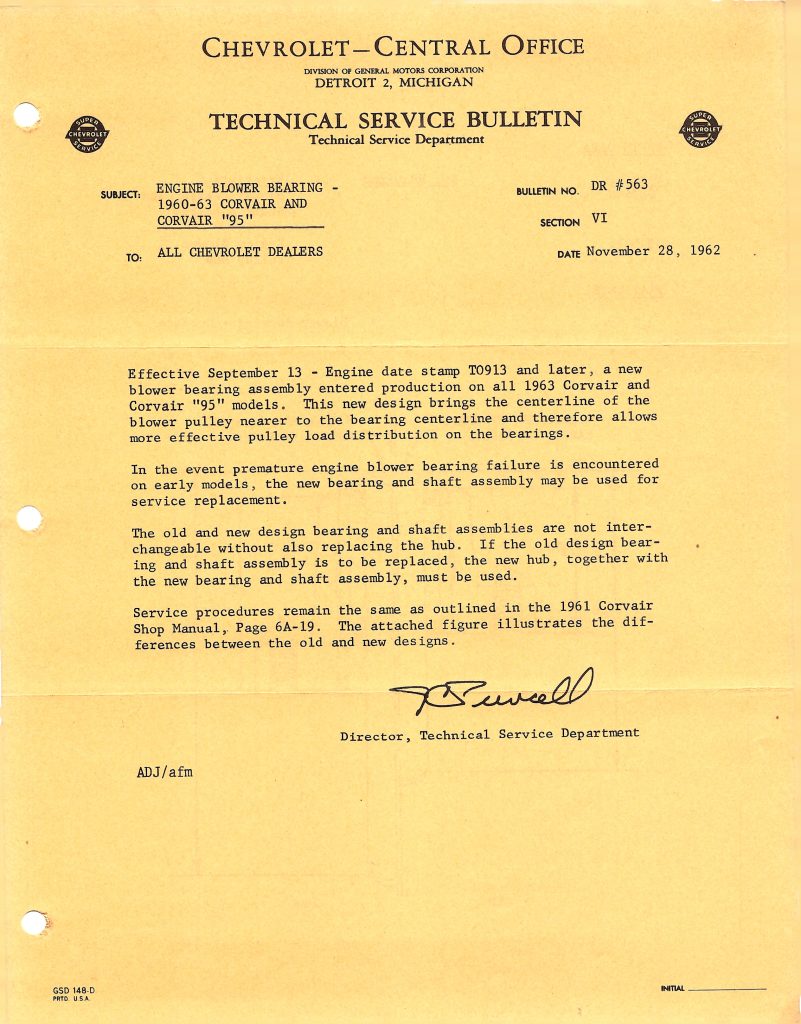 CHEVROLET—CENTRAL OFFICE
DIVISION OF GENERAL MOTORS CORPORATION
DETROIT 2, MICHIGAN
TECHNICAL SERVICE BULLETIN
Technical Service Department
SUPER
CHEVROLET
SERVICE
SUPER
CHEVROLET
SERVICE
SUBJECT: ENGINE BLOWER BEARING -
1960-63 CORVAIR AND
CORVAIR "95"
BULLETIN NO. DR #563
SECTION VI
TO: ALL CHEVROLET DEALERS
DATE November 28, 1962
Effective September 13 - Engine date stamp TO913 and later, a new
blower bearing assembly entered production on all 1963 Corvair and
Corvair "95" models. This new design brings the centerline of the
blower pulley nearer to the bearing centerline and therefore allows
more effective pulley load distribution on the bearings.
In the event premature engine blower bearing failure is encountered
on early models, the new bearing and shaft assembly may be used for
service replacement.
The old and new design bearing and shaft assemblies are not inter-
changeable without also replacing the hub. If the old design bear-
ing and shaft assembly is to be replaced, the new hub, together with
the new bearing and shaft assembly, must be used.
Service procedures remain the same as outlined in the 1961 Corvair
Shop Manual, Page 6A-19. The attached figure illustrates the dif-
ferences between the old and new designs.
Director, Technical Service Department
ADJ/afm
GSD 148-D
PRTD. U.S.A.
INITIAL